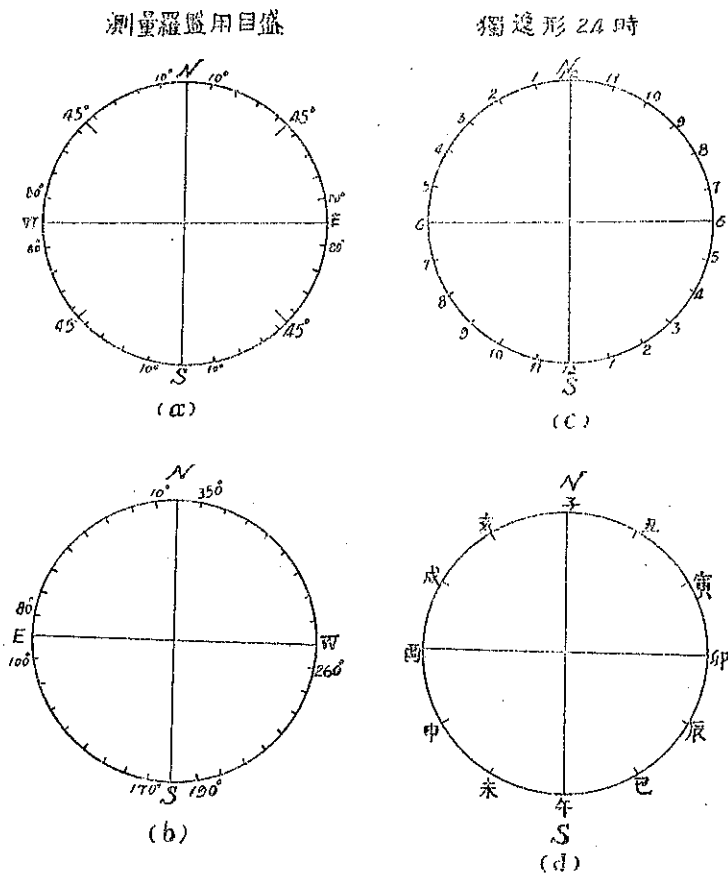 測量羅盤用目盛
N
10° 10°
45° 45°
80° 80°
W E
80° 80°
45 45°
10° S 10°
(a)
獨逸形 24 時
N
1 12 11
2 10
3 9
4 8
5 7
6 6
7 5
8 4
9 3
10 2
11 12 1
S
(c)
N
10° 350°
80°
E W
100° 260°
170° S 190°
(b)
N
子
亥 丑
戌 寅
酉 卯
申 辰
未 巳
午
S
(d)